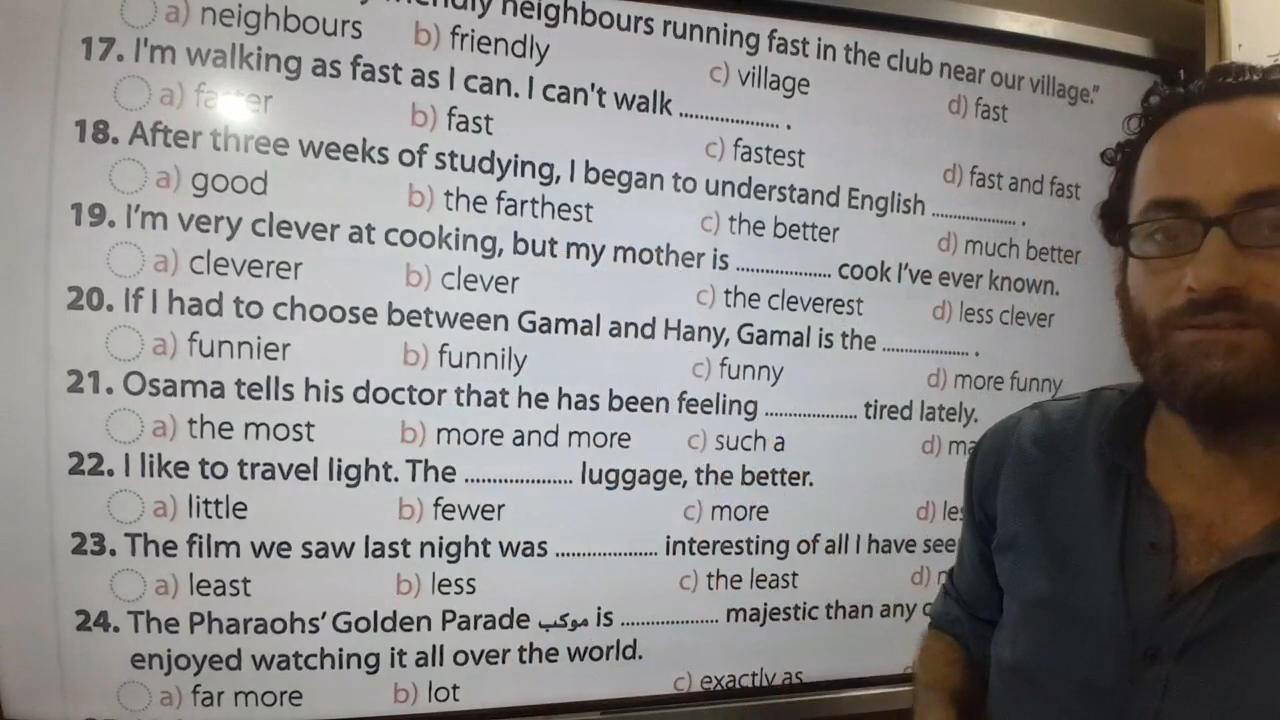 friendly neighbours running fast in the club near our village."
a) neighbours b) friendly c) village d) fast
17. I'm walking as fast as I can. I can't walk .................... .
a) faster b) fast c) fastest d) fast and fast
18. After three weeks of studying, I began to understand English .................... .
a) good b) the farthest c) the better d) much better
19. I'm very clever at cooking, but my mother is .................... cook I've ever known.
a) cleverer b) clever c) the cleverest d) less clever
20. If I had to choose between Gamal and Hany, Gamal is the .................... .
a) funnier b) funnily c) funny d) more funny
21. Osama tells his doctor that he has been feeling .................... tired lately.
a) the most b) more and more c) such a d)
22. I like to travel light. The .................... luggage, the better.
a) little b) fewer c) more d)
23. The film we saw last night was .................... interesting of all I have
a) least b) less c) the least d)
24. The Pharaohs' Golden Parade موكب is .................... majestic than any
enjoyed watching it all over the world.
a) far more b) lot c) exactly as